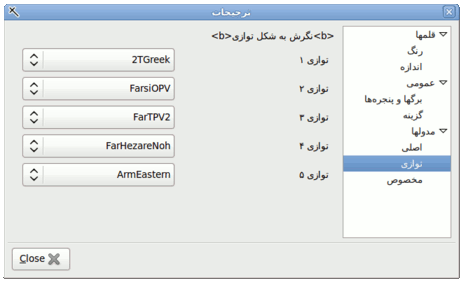 ترجیحات
قلمها
رنگ
اندازه
عمومی
برگها و پنجره‌ها
گزینه
مدولها
اصلی
توازی
مخصوص
<b>نگرش به شکل توازی<b>
توازی ۱
2TGreek
توازی ۲
FarsiOPV
توازی ۳
FarTPV2
توازی ۴
FarHezareNoh
توازی ۵
ArmEastern
Close